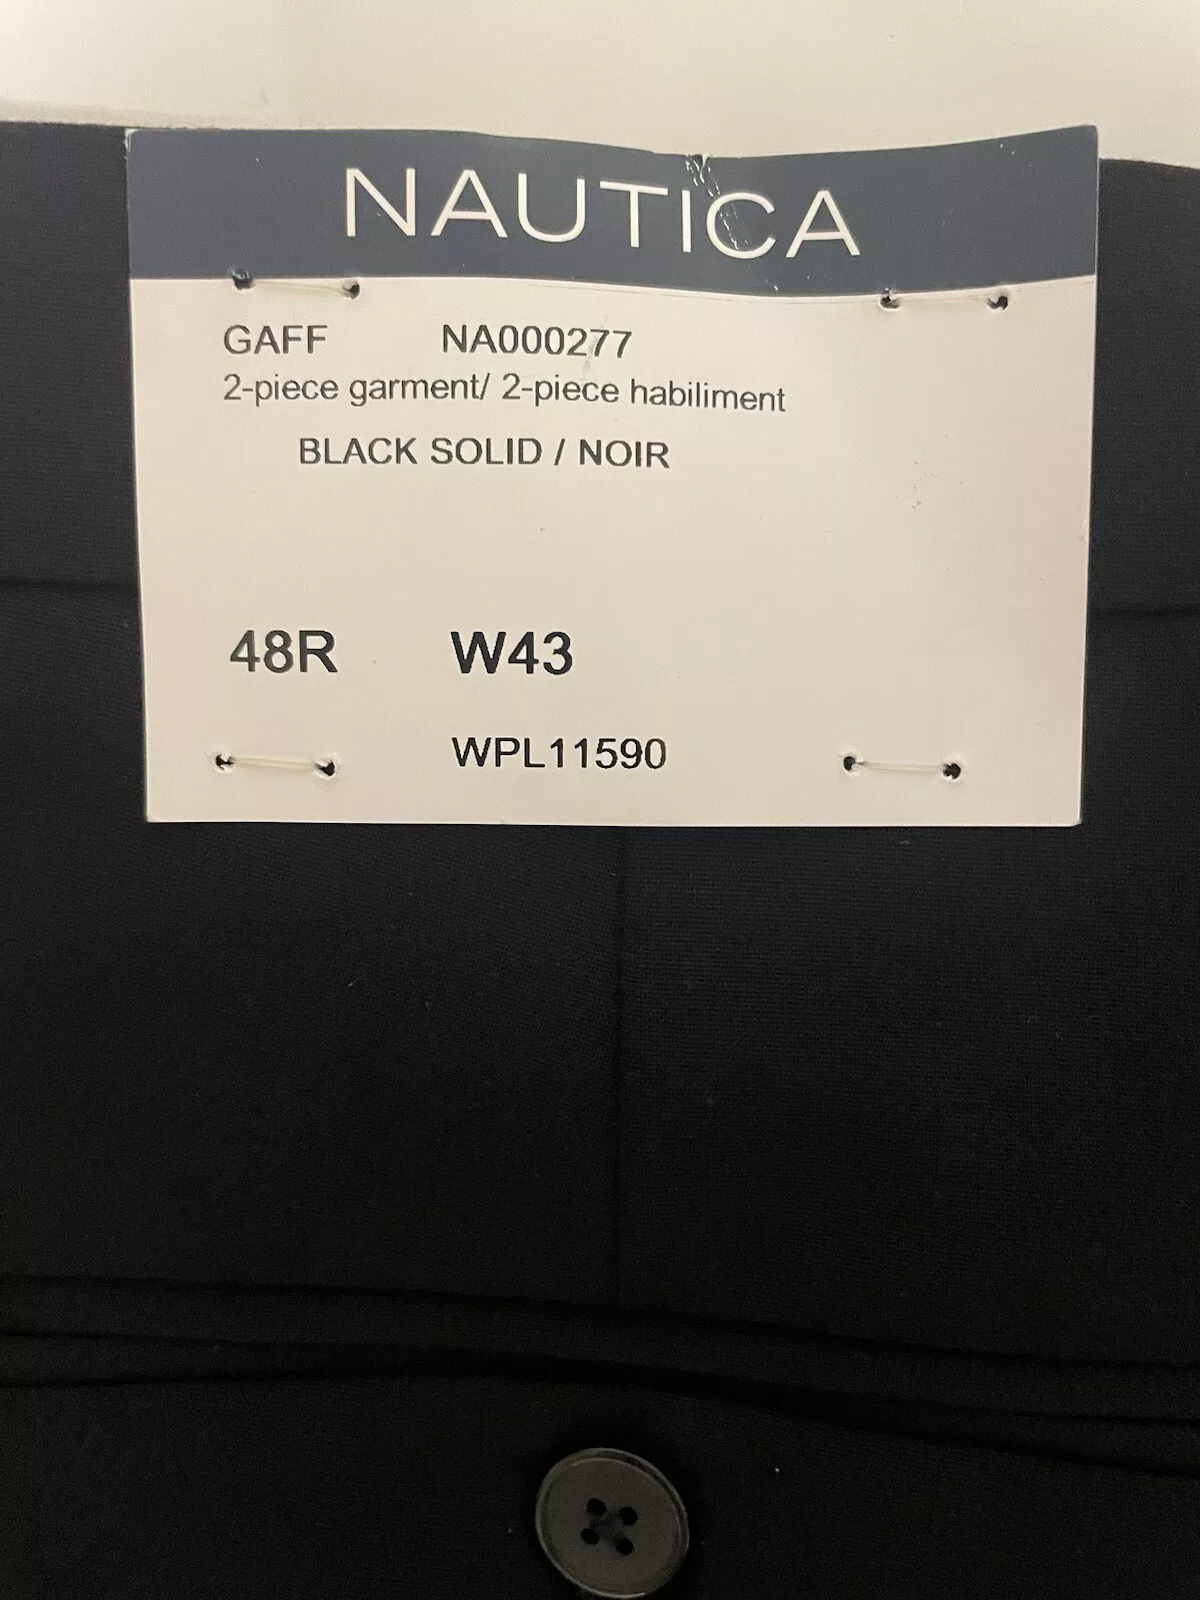 NAUTICA
GAFF NA000277
2-piece garment/ 2-piece habiliment
BLACK SOLID / NOIR
48R W43
WPL11590